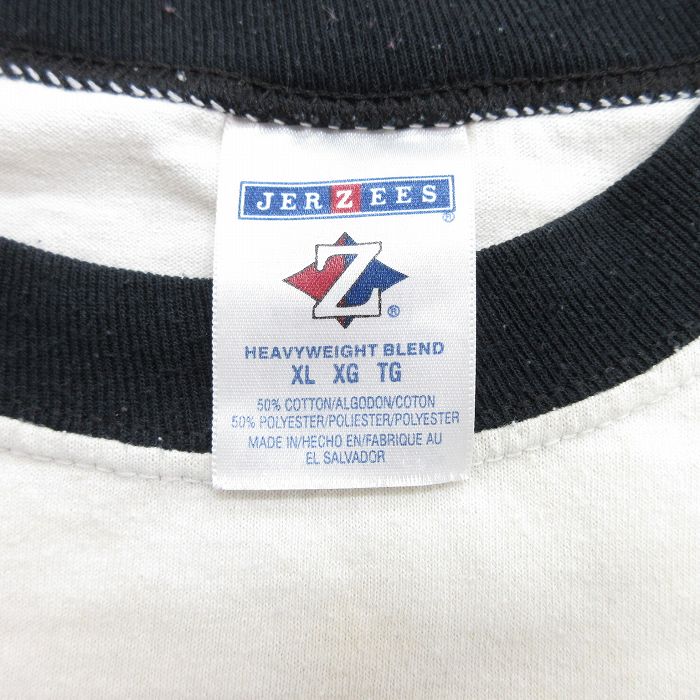 JERZEES®
Z®
HEAVYWEIGHT BLEND
XL XG TG
50% COTTON/ALGODON/COTON
50% POLYESTER/POLIESTER/POLYESTER
MADE IN/HECHO EN/FABRIQUE AU
EL SALVADOR